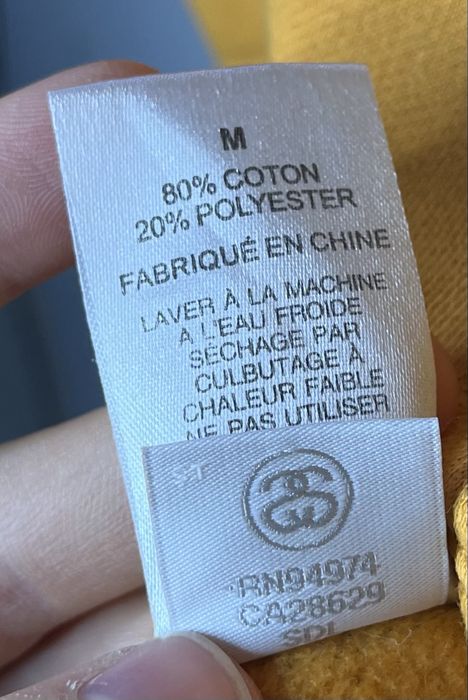 M
80% COTON
20% POLYESTER
FABRIQUÉ EN CHINE
LAVER À LA MACHINE
À L'EAU FROIDE
SÉCHAGE PAR
CULBUTAGE À
CHALEUR FAIBLE
NE PAS UTILISER
RN94974
CA28629